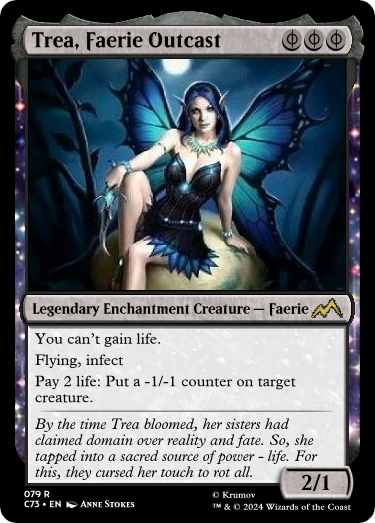 Trea, Faerie Outcast
Legendary Enchantment Creature — Faerie
You can't gain life.
Flying, infect
Pay 2 life: Put a -1/-1 counter on target
creature.
By the time Trea bloomed, her sisters had
claimed domain over reality and fate. So, she
tapped into a sacred source of power - life. For
this, they cursed her touch to rot all.
2/1
079 R
C73 • EN Anne Stokes
© Krumov
™ & © 2024 Wizards of the Coast